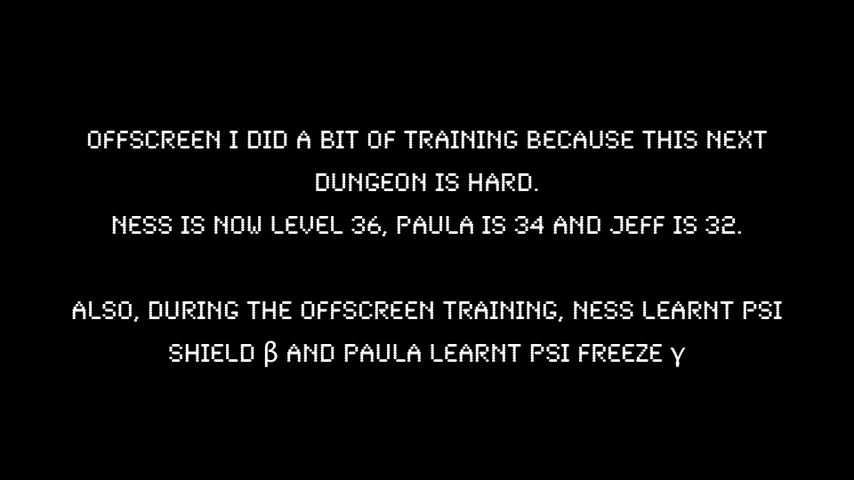 OFFSCREEN I DID A BIT OF TRAINING BECAUSE THIS NEXT
DUNGEON IS HARD.
NESS IS NOW LEVEL 36, PAULA IS 34 AND JEFF IS 32.
ALSO, DURING THE OFFSCREEN TRAINING, NESS LEARNT PSI
SHIELD β AND PAULA LEARNT PSI FREEZE γ